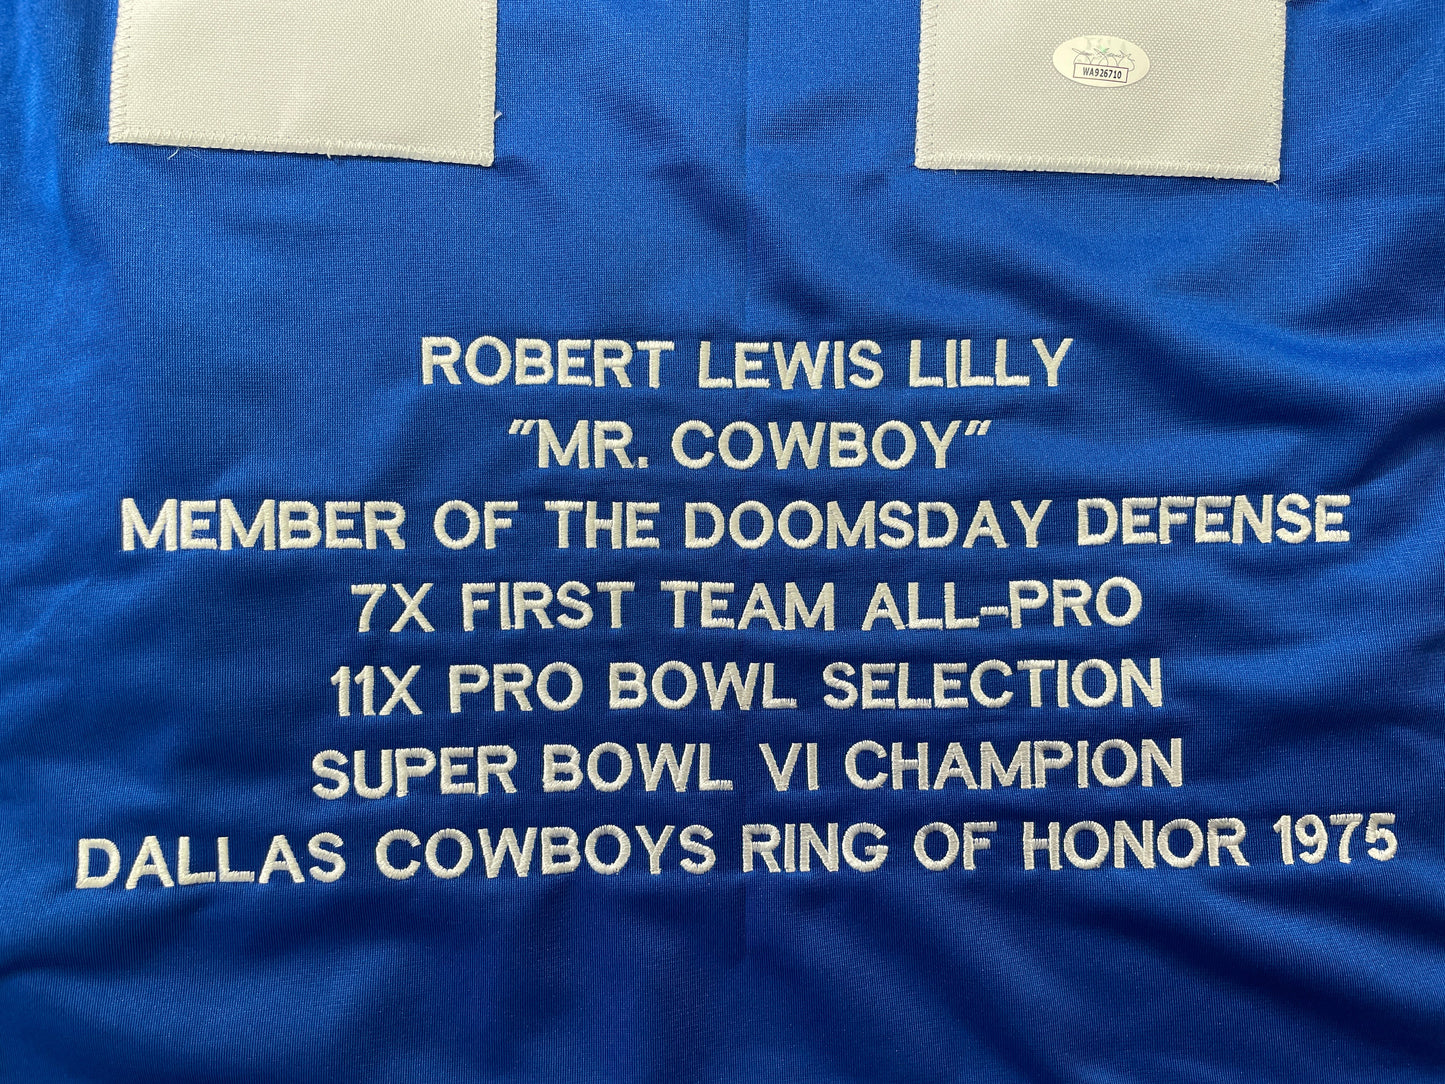 WA926710
ROBERT LEWIS LILLY
"MR. COWBOY"
MEMBER OF THE DOOMSDAY DEFENSE
7X FIRST TEAM ALL-PRO
11X PRO BOWL SELECTION
SUPER BOWL VI CHAMPION
DALLAS COWBOYS RING OF HONOR 1975